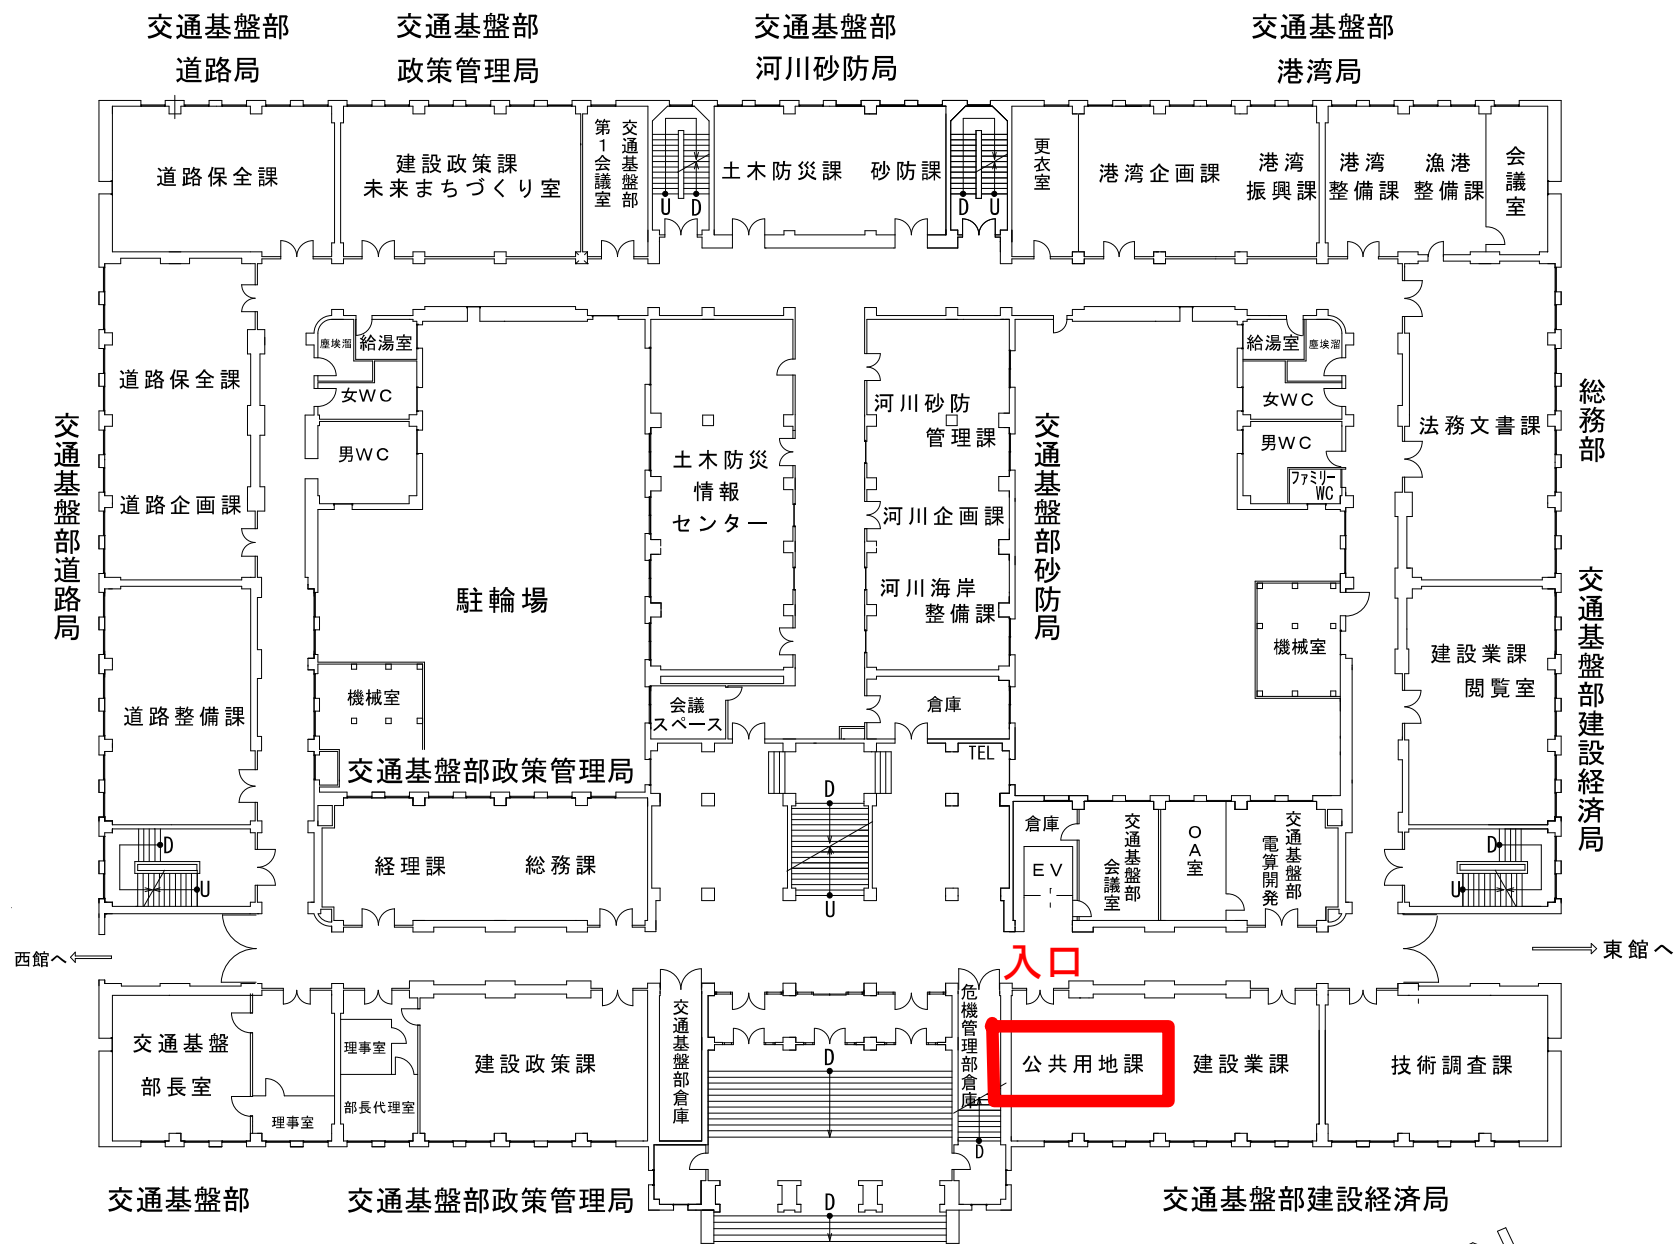 交通基盤部
道路局
交通基盤部
政策管理局
交通基盤部
河川砂防局
交通基盤部
港湾局
道路保全課
建設政策課
未来まちづくり室
交通基盤部
第1会議室
U
D
土木防災課
砂防課
D
U
更衣室
港湾企画課
港湾
振興課
港湾
整備課
漁港
整備課
会議室
塵埃溜
給湯室
女WC
男WC
道路保全課
道路企画課
交通基盤部道路局
道路整備課
駐輪場
機械室
土木防災
情報
センター
河川砂防
管理課
河川企画課
河川海岸
整備課
交通基盤部砂防局
給湯室
塵埃溜
女WC
男WC
ファミリー
WC
機械室
法務文書課
総務部
建設業課
閲覧室
交通基盤部建設経済局
会議
スペース
倉庫
TEL
交通基盤部政策管理局
経理課
総務課
D
U
D
U
倉庫
EV
交通基盤部
会議室
OA室
交通基盤部
電算開発
D
U
西館へ
東館へ
入口
交通基盤
部長室
理事室
理事室
部長代理室
建設政策課
交通基盤部倉庫
D
危機管理部倉庫
D
公共用地課
建設業課
技術調査課
D
交通基盤部
交通基盤部政策管理局
交通基盤部建設経済局